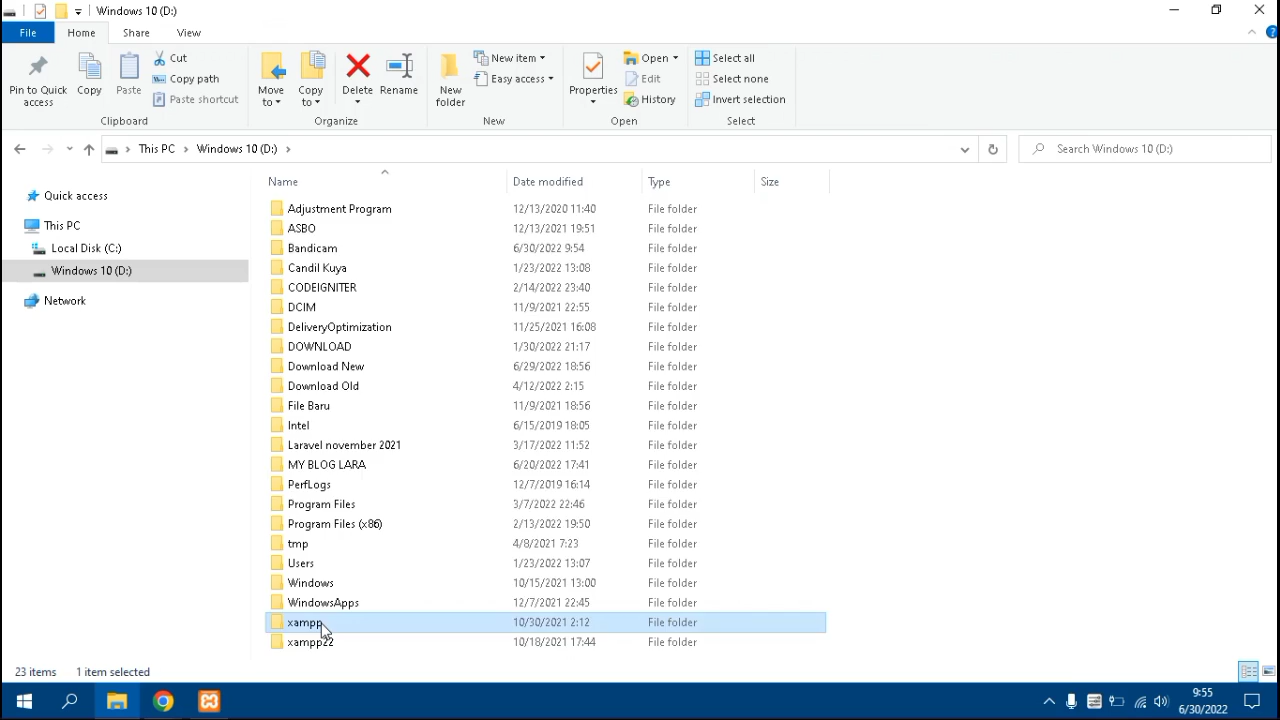 Windows 10 (D:)
File Home Share View
Pin to Quick access
Copy
Paste
Cut
Copy path
Paste shortcut
Clipboard
Move to
Copy to
Delete
Rename
Organize
New folder
New item
Easy access
New
Properties
Open
Edit
History
Open
Select all
Select none
Invert selection
Select
This PC > Windows 10 (D:) >
Search Windows 10 (D:)
Quick access
This PC
Local Disk (C:)
Windows 10 (D:)
Network
Name Date modified Type Size
Adjustment Program 12/13/2020 11:40 File folder
ASBO 12/13/2021 19:51 File folder
Bandicam 6/30/2022 9:54 File folder
Candil Kuya 1/23/2022 13:08 File folder
CODEIGNITER 2/14/2022 23:40 File folder
DCIM 11/9/2021 22:55 File folder
DeliveryOptimization 11/25/2021 16:08 File folder
DOWNLOAD 1/30/2022 21:17 File folder
Download New 6/29/2022 18:56 File folder
Download Old 4/12/2022 2:15 File folder
File Baru 11/9/2021 18:56 File folder
Intel 6/15/2019 18:05 File folder
Laravel november 2021 3/17/2022 11:52 File folder
MY BLOG LARA 6/20/2022 17:41 File folder
PerfLogs 12/7/2019 16:14 File folder
Program Files 3/7/2022 22:46 File folder
Program Files (x86) 2/13/2022 19:50 File folder
tmp 4/8/2021 7:23 File folder
Users 1/23/2022 13:07 File folder
Windows 10/15/2021 13:00 File folder
WindowsApps 12/7/2021 22:45 File folder
xampp 10/30/2021 2:12 File folder
xampp22 10/18/2021 17:44 File folder
23 items 1 item selected
9:55
6/30/2022